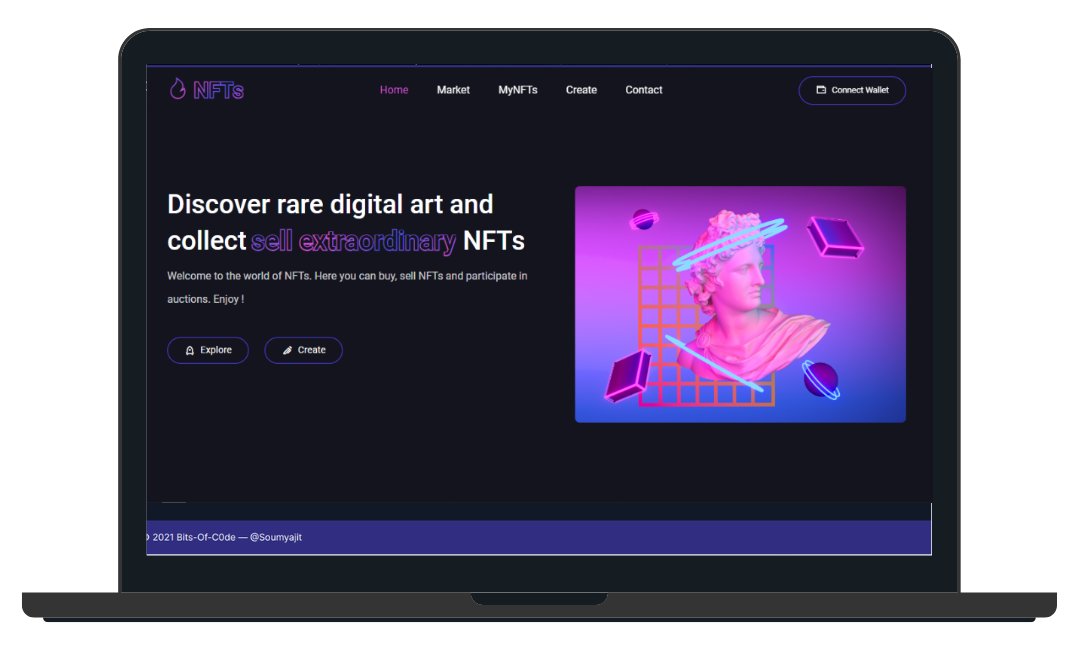 NFTs
Home Market MyNFTs Create Contact
Connect Wallet
Discover rare digital art and
collect sell extraordinary NFTs
Welcome to the world of NFTs. Here you can buy, sell NFTs and participate in
auctions. Enjoy !
Explore Create
2021 Bits-Of-C0de — @Soumyajit